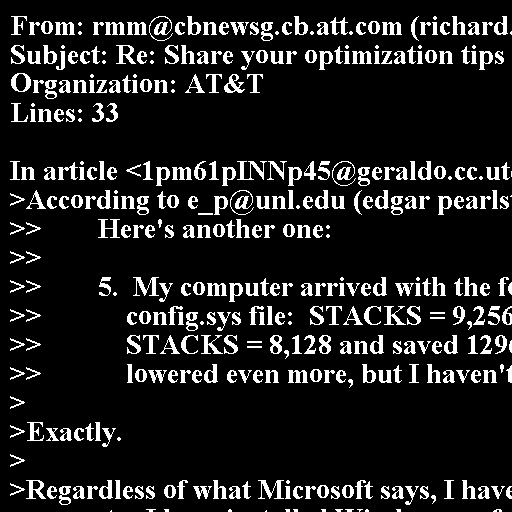 From: rmm@cbnewsg.cb.att.com (richard.
Subject: Re: Share your optimization tips
Organization: AT&T
Lines: 33

In article <1pm61pINNp45@geraldo.cc.ut
>According to e_p@unl.edu (edgar pearls
>> Here's another one:
>>
>> 5. My computer arrived with the fo
>> config.sys file: STACKS = 9,256
>> STACKS = 8,128 and saved 129
>> lowered even more, but I haven't
>
>Exactly.
>
>Regardless of what Microsoft says, I have